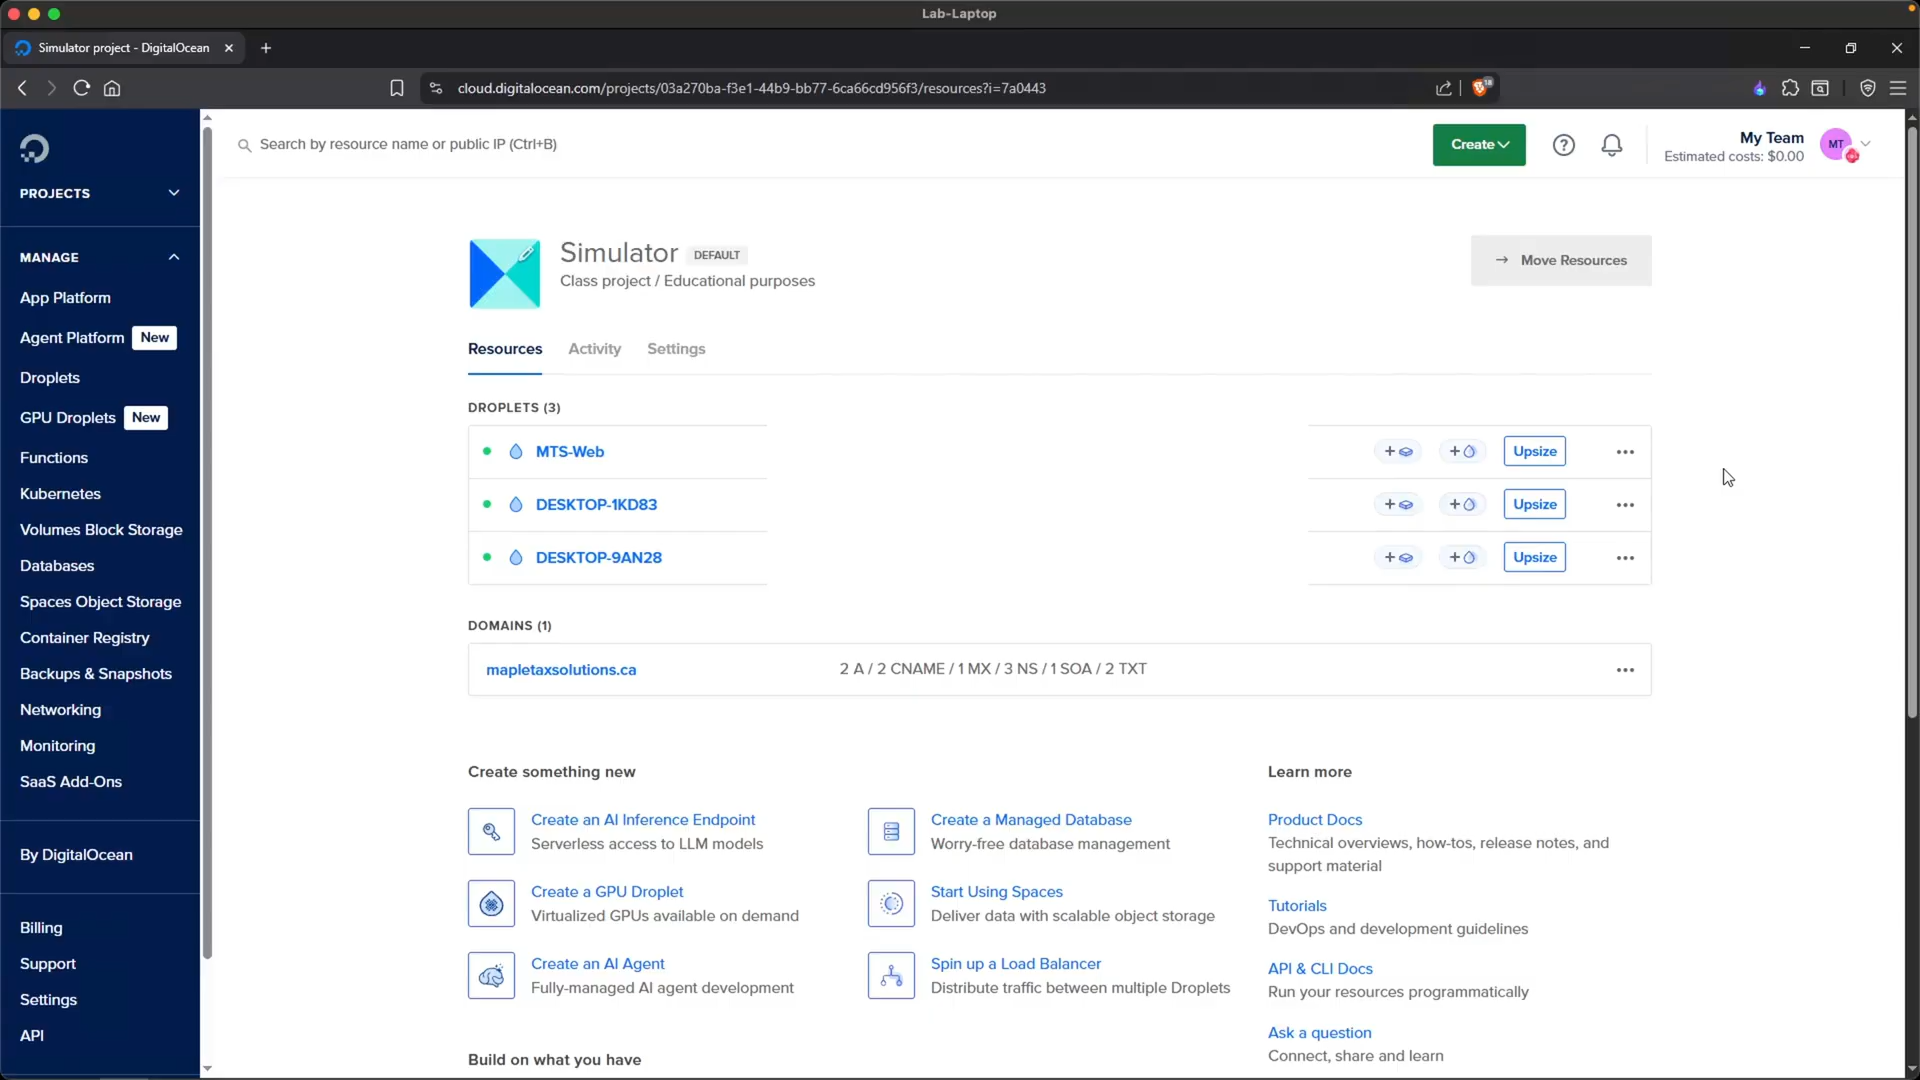 Lab-Laptop
Simulator project - DigitalOcean
cloud.digitalocean.com/projects/03a270ba-f3e1-44b9-bb77-6ca66cd956f3/resources?i=7a0443
18
PROJECTS
MANAGE
App Platform
Agent Platform New
Droplets
GPU Droplets New
Functions
Kubernetes
Volumes Block Storage
Databases
Spaces Object Storage
Container Registry
Backups & Snapshots
Networking
Monitoring
SaaS Add-Ons
By DigitalOcean
Billing
Support
Settings
API
Search by resource name or public IP (Ctrl+B)
Create
My Team
Estimated costs: $0.00
MT
Simulator DEFAULT
Class project / Educational purposes
Move Resources
Resources Activity Settings
DROPLETS (3)
MTS-Web Upsize
DESKTOP-1KD83 Upsize
DESKTOP-9AN28 Upsize
DOMAINS (1)
mapletaxsolutions.ca 2 A / 2 CNAME / 1 MX / 3 NS / 1 SOA / 2 TXT
Create something new
Create an AI Inference Endpoint
Serverless access to LLM models
Create a GPU Droplet
Virtualized GPUs available on demand
Create an AI Agent
Fully-managed AI agent development
Create a Managed Database
Worry-free database management
Start Using Spaces
Deliver data with scalable object storage
Spin up a Load Balancer
Distribute traffic between multiple Droplets
Learn more
Product Docs
Technical overviews, how-tos, release notes, and
support material
Tutorials
DevOps and development guidelines
API & CLI Docs
Run your resources programmatically
Ask a question
Connect, share and learn
Build on what you have